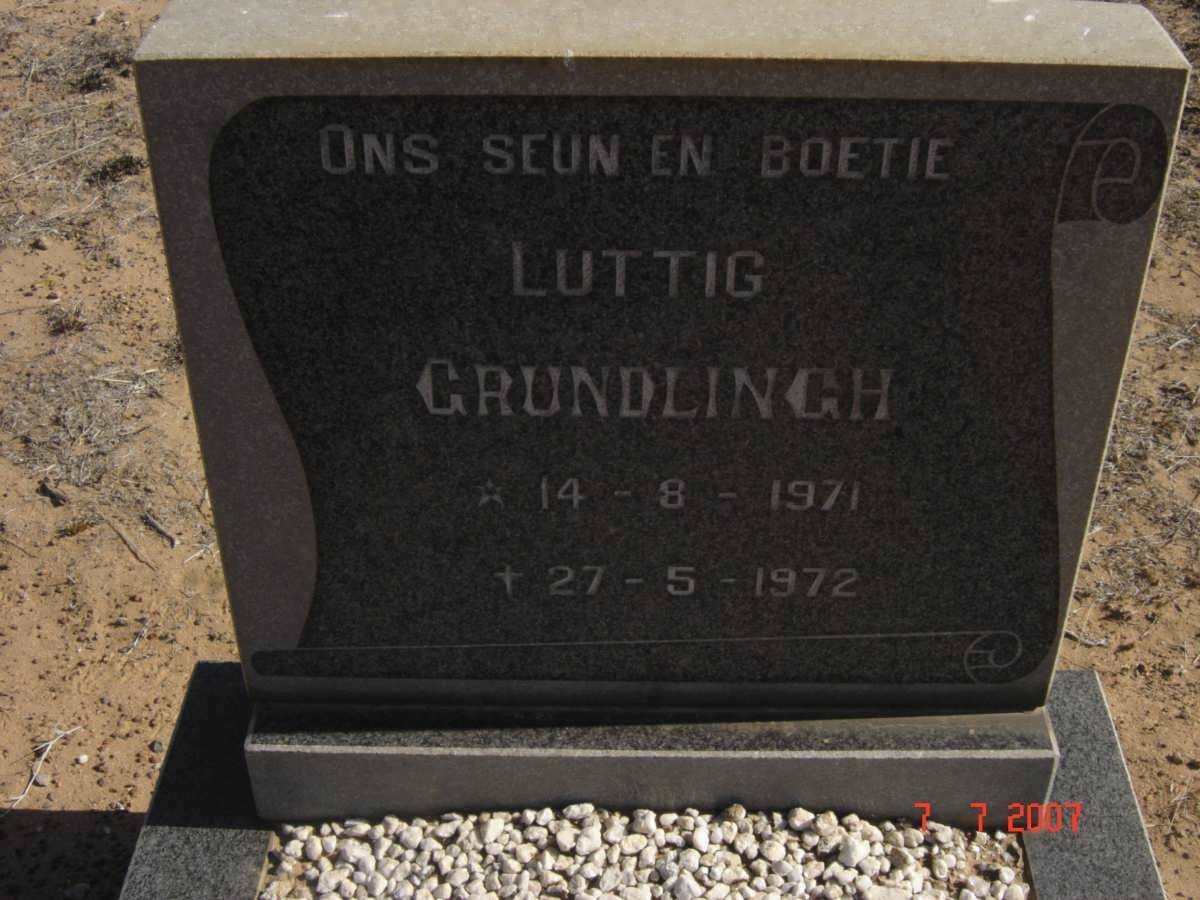 Ons seun en boetie
Luttig
Grundlingh
☆ 14 - 8 - 1971
✝ 27 - 5 - 1972
7 7 2007